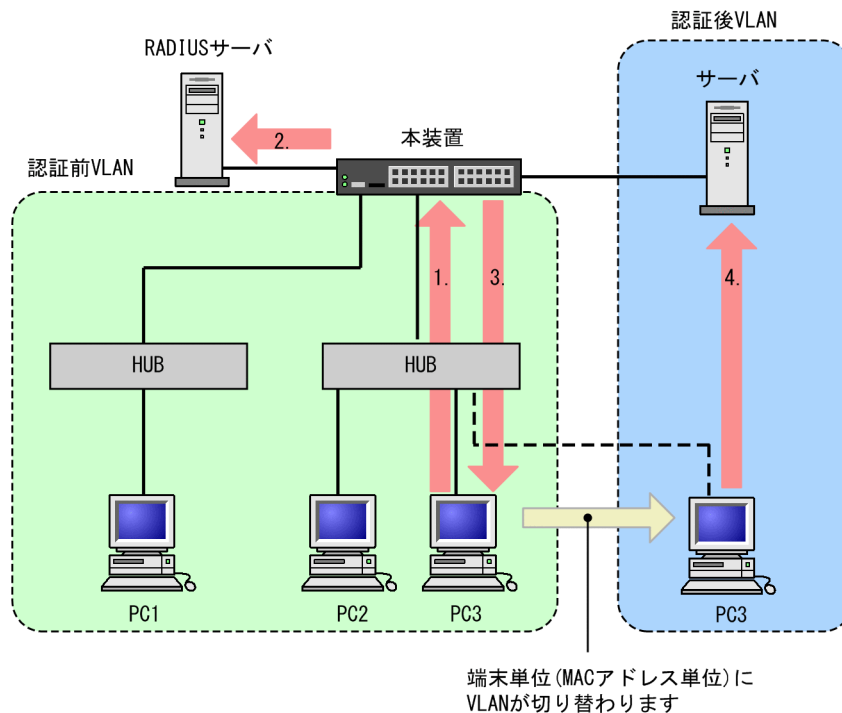 認証後VLAN
RADIUSサーバ
サーバ
本装置
2.
認証前VLAN
1.
3.
4.
HUB
HUB
PC1
PC2
PC3
PC3
端末単位(MACアドレス単位)に
VLANが切り替わります